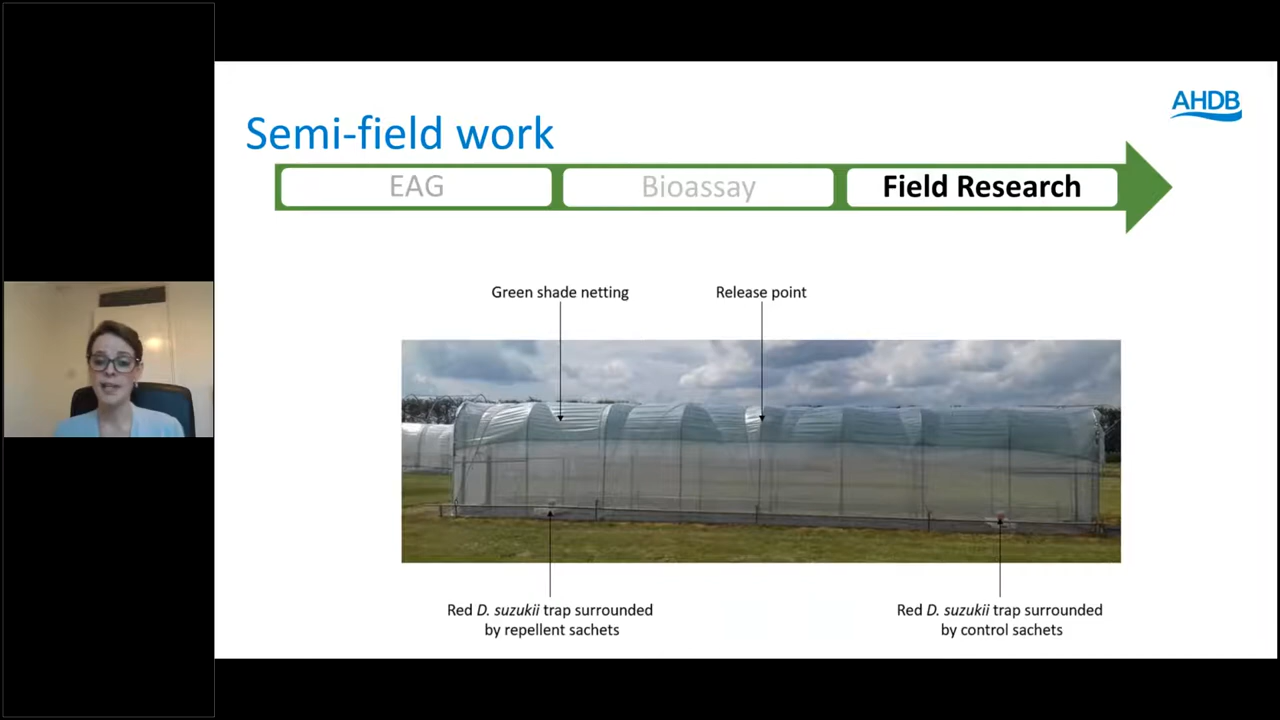 AHDB
Semi-field work
EAG
Bioassay
Field Research
Green shade netting
Release point
Red D. suzukii trap surrounded
by repellent sachets
Red D. suzukii trap surrounded
by control sachets